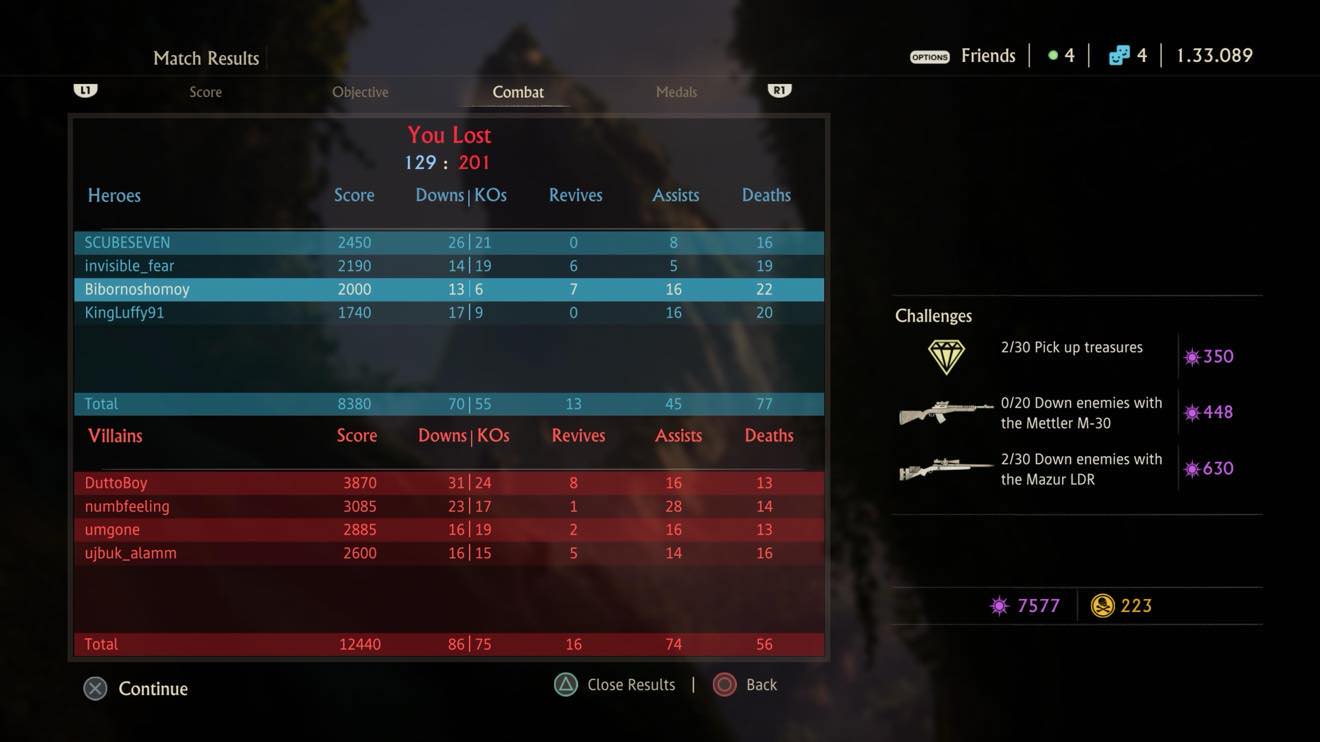 Match Results
OPTIONS Friends | 4 | 4 | 1.33.089
L1 Score Objective Combat Medals R1
You Lost
129 : 201
Heroes Score Downs | KOs Revives Assists Deaths
SCUBESEVEN 2450 26 | 21 0 8 16
invisible_fear 2190 14 | 19 6 5 19
Bibornoshomoy 2000 13 | 6 7 16 22
KingLuffy91 1740 17 | 9 0 16 20
Total 8380 70 | 55 13 45 77
Villains Score Downs | KOs Revives Assists Deaths
DuttoBoy 3870 31 | 24 8 16 13
numbfeeling 3085 23 | 17 1 28 14
umgone 2885 16 | 19 2 16 13
ujbuk_alamm 2600 16 | 15 5 14 16
Total 12440 86 | 75 16 74 56
Challenges
2/30 Pick up treasures 350
0/20 Down enemies with
the Mettler M-30 448
2/30 Down enemies with
the Mazur LDR 630
7577 223
Continue Close Results | Back